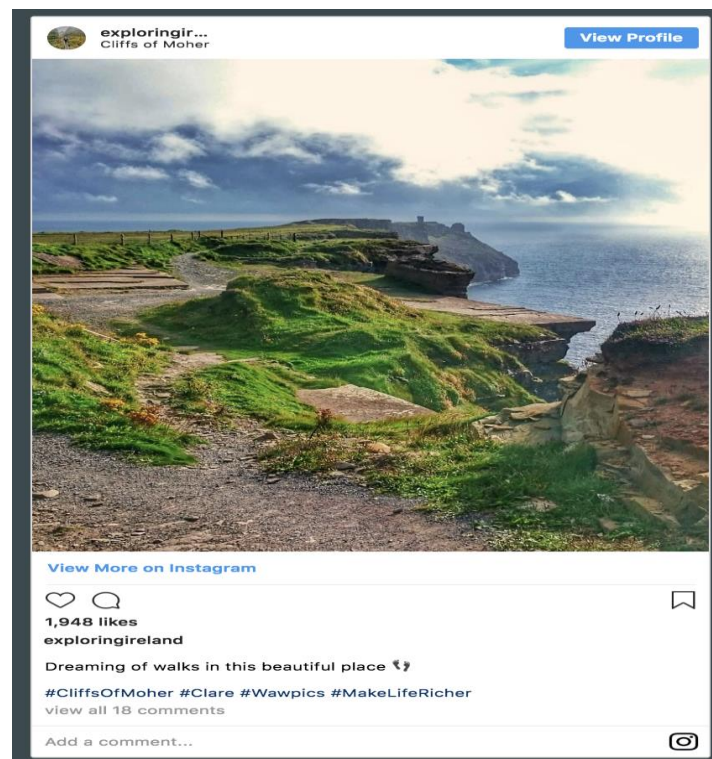 exploringir...
Cliffs of Moher
View Profile
View More on Instagram
1,948 likes
exploringireland
Dreaming of walks in this beautiful place 👣
#CliffsOfMoher #Clare #Wawpics #MakeLifeRicher
view all 18 comments
Add a comment...